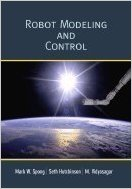 ROBOT MODELING
AND
CONTROL
Mark W. Spong | Seth Hutchinson | M. Vidyasagar